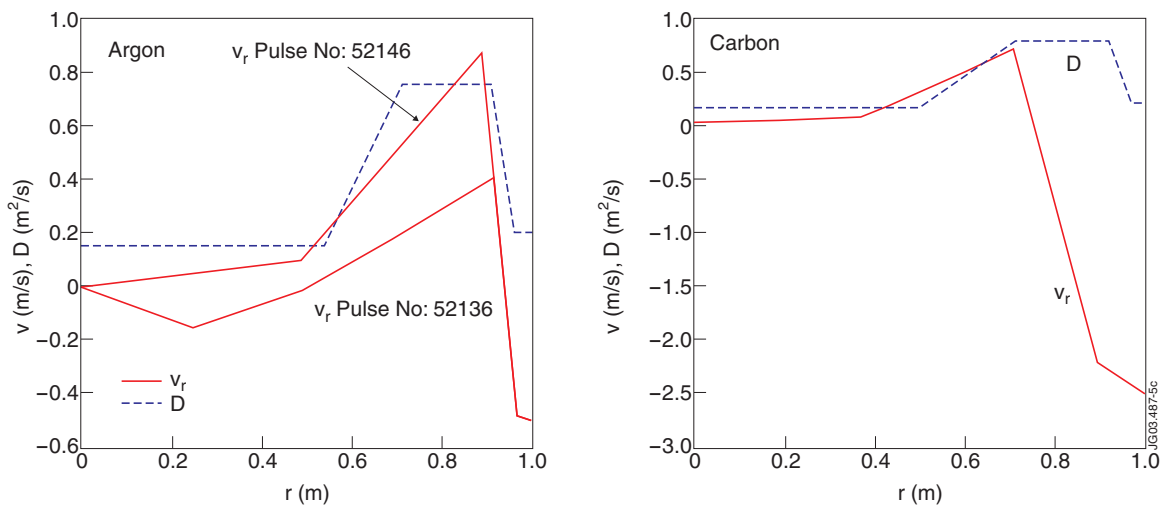 1.0
0.8
0.6
0.4
0.2
0
−0.2
−0.4
−0.6
v (m/s), D (m²/s)
Argon
vᵣ Pulse No: 52146
vᵣ Pulse No: 52136
vᵣ
D
0 0.2 0.4 0.6 0.8 1.0
r (m)
1.0
0.5
0
−0.5
−1.0
−1.5
−2.0
−2.5
−3.0
v (m/s), D (m²/s)
Carbon
D
vᵣ
0 0.2 0.4 0.6 0.8 1.0
r (m)
JG03.487-5c